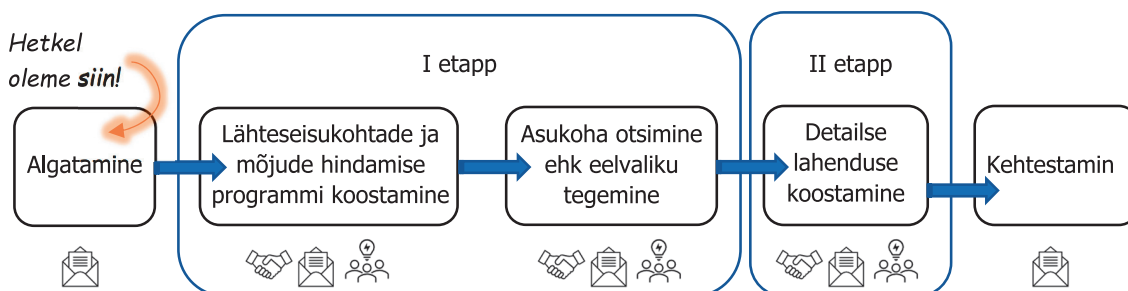 Hetkel
oleme siin!
I etapp
II etapp
Algatamine
Lähteseisukohtade ja
mõjude hindamise
programmi koostamine
Asukoha otsimine
ehk eelvaliku
tegemine
Detailse
lahenduse
koostamine
Kehtestamin